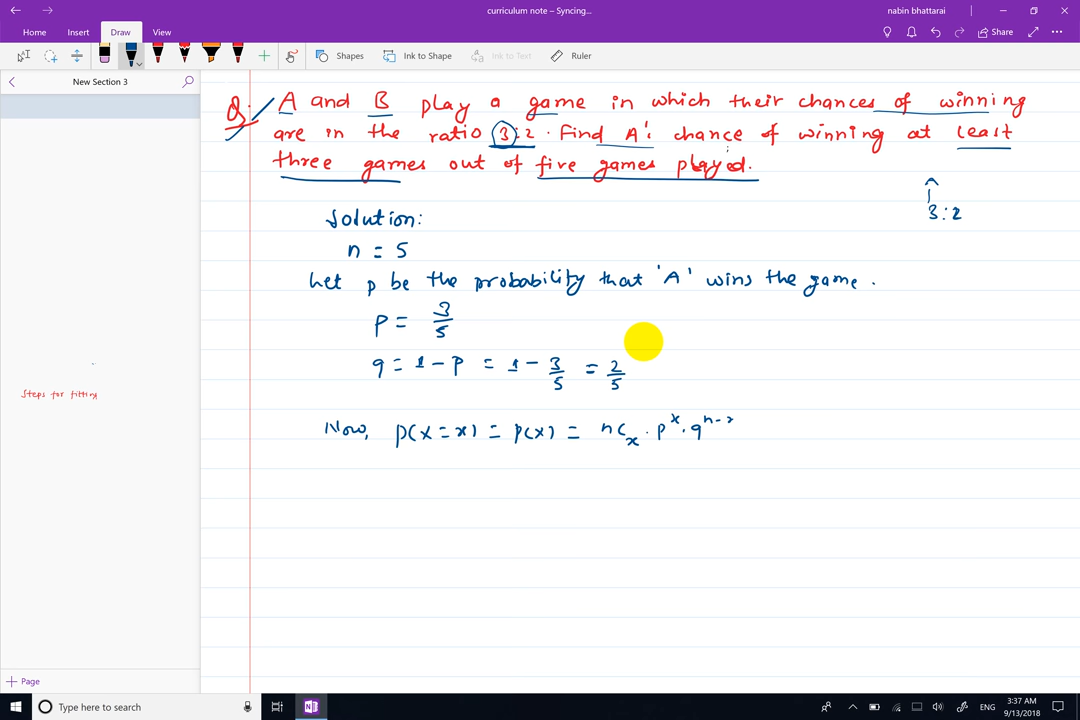 curriculum note – Syncing...
nabin bhattarai
Home Insert Draw View
Share
Shapes Ink to Shape Ink to Text Ruler
New Section 3
Q. A and B play a game in which their chances of winning
are in the ratio 3:2. Find A's chance of winning at least
three games out of five games played.
3:2
Solution:
n = 5
Let p be the probability that 'A' wins the game.
p = 3/5
q = 1 - p = 1 - 3/5 = 2/5
Steps for fitting
Now, p(X = x) = p(x) = nCx . p^x . q^n-x
Page
Type here to search
ENG
3:37 AM
9/13/2018